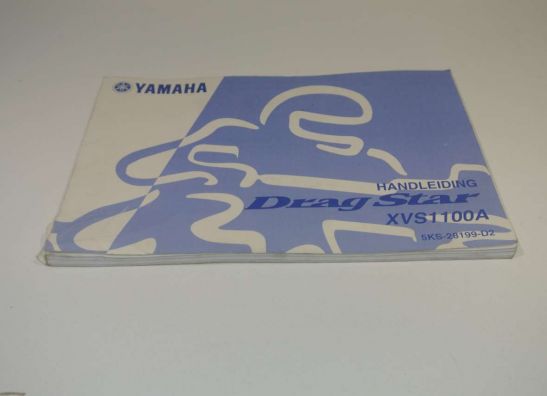 YAMAHA
HANDLEIDING
Drag Star
XVS1100A
5KS-28199-D2